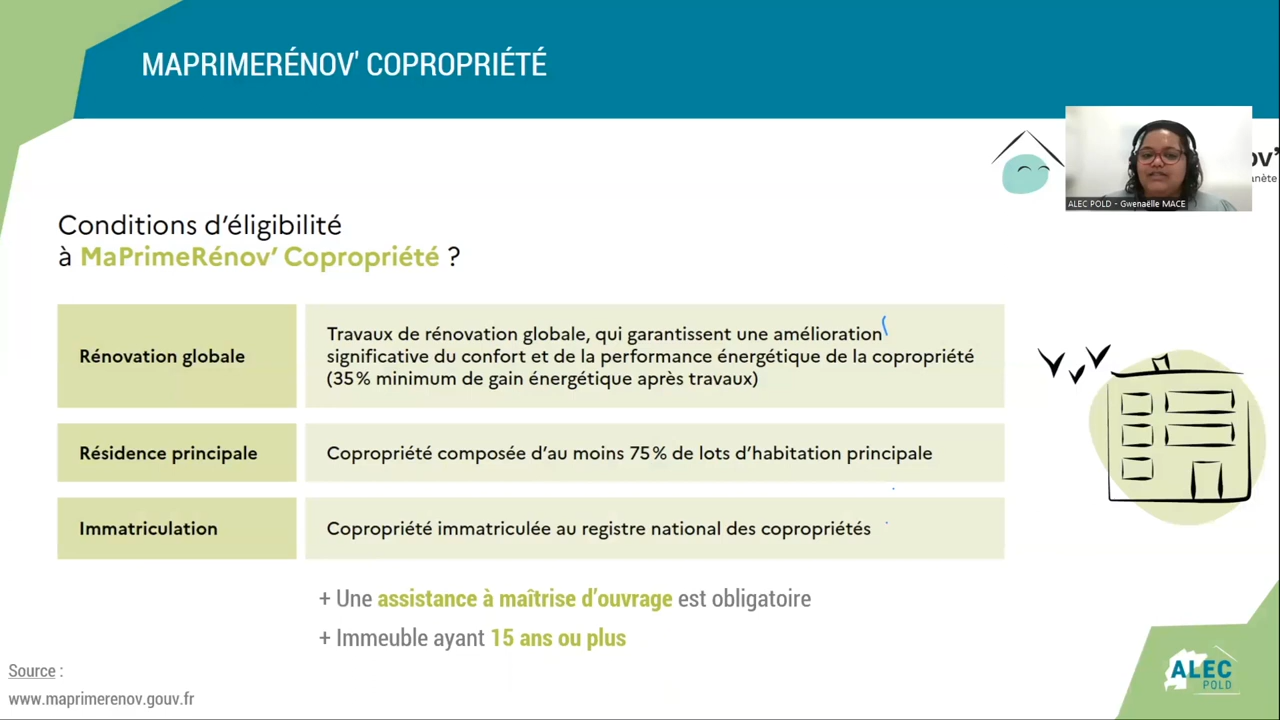 MAPRIMERÉNOV' COPROPRIÉTÉ
ALEC POLD - Gwenaëlle MACE
Conditions d'éligibilité
à MaPrimeRénov' Copropriété ?
Rénovation globale
Travaux de rénovation globale, qui garantissent une amélioration
significative du confort et de la performance énergétique de la copropriété
(35% minimum de gain énergétique après travaux)
Résidence principale
Copropriété composée d'au moins 75% de lots d'habitation principale
Immatriculation
Copropriété immatriculée au registre national des copropriétés
+ Une assistance à maîtrise d'ouvrage est obligatoire
+ Immeuble ayant 15 ans ou plus
Source :
www.maprimerenov.gouv.fr
ALEC
POLD